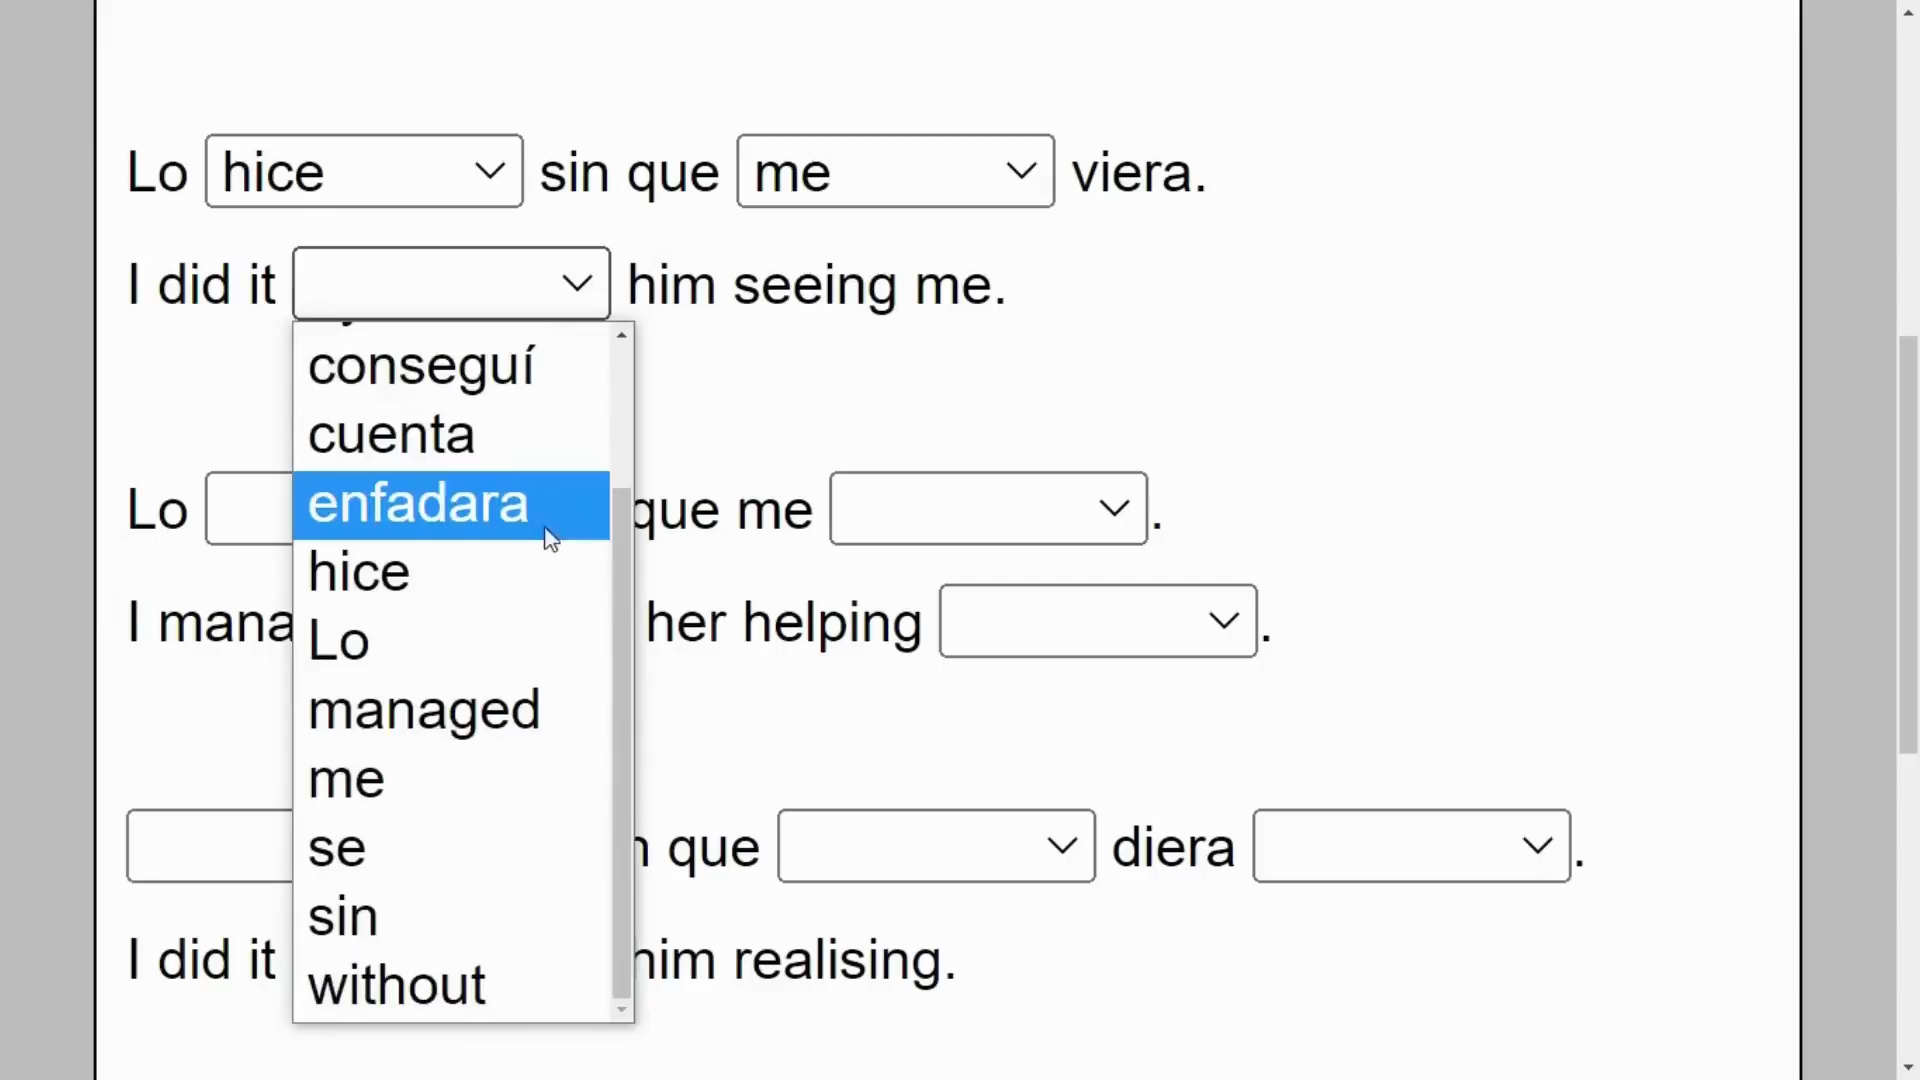 Lo hice sin que me viera.
I did it him seeing me.
conseguí
cuenta
enfadara
hice
Lo
managed
me
se
sin
without
Lo que me .
I her helping .
que diera .
I did it him realising.